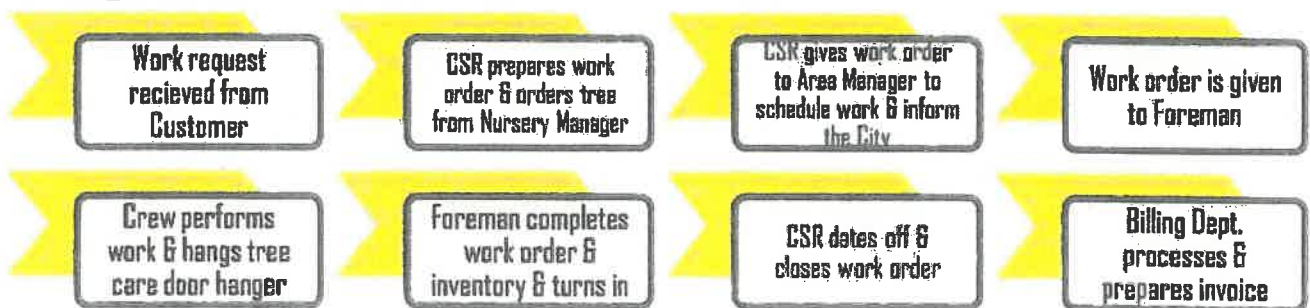 Work request
recieved from
Customer
CSR prepares work
order & orders tree
from Nursery Manager
CSR gives work order
to Area Manager to
schedule work & inform
the City
Work order is given
to Foreman
Crew performs
work & hangs tree
care door hanger
Foreman completes
work order &
inventory & turns in
CSR dates off &
closes work order
Billing Dept.
processes &
prepares invoice